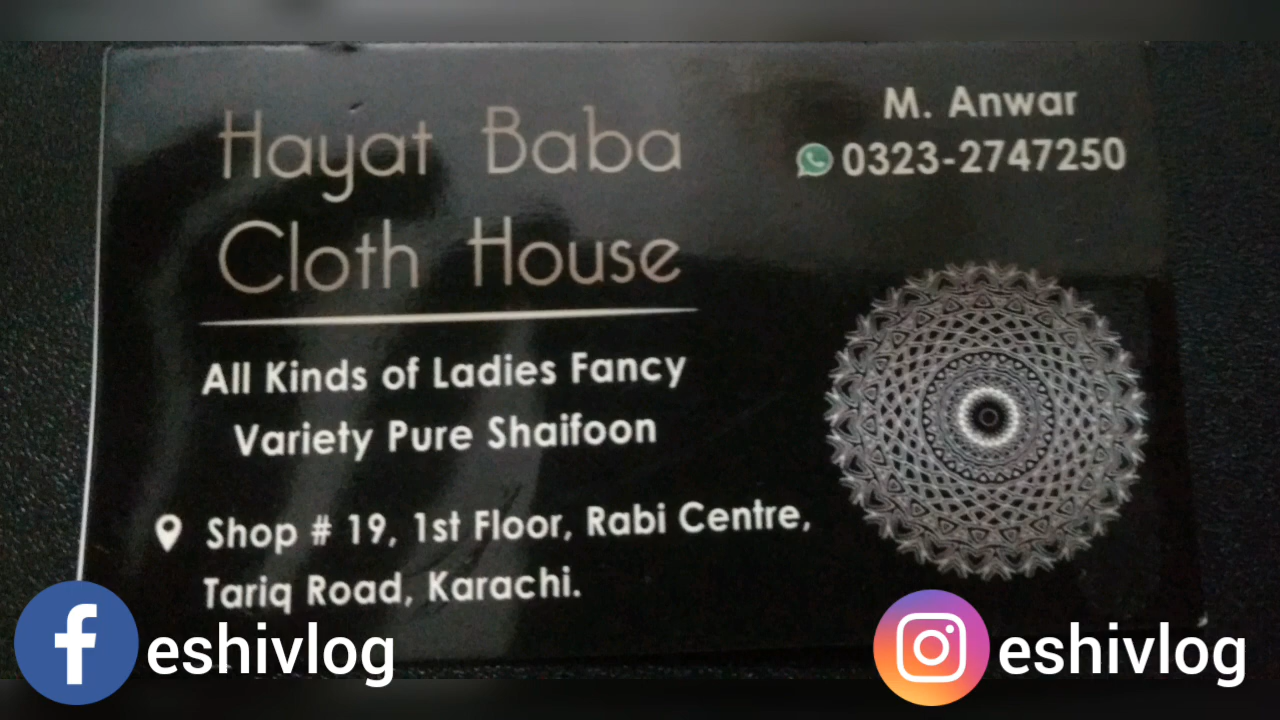 Hayat Baba
Cloth House
All Kinds of Ladies Fancy
Variety Pure Shaifoon
Shop # 19, 1st Floor, Rabi Centre,
Tariq Road, Karachi.
M. Anwar
0323-2747250
eshivlog
eshivlog